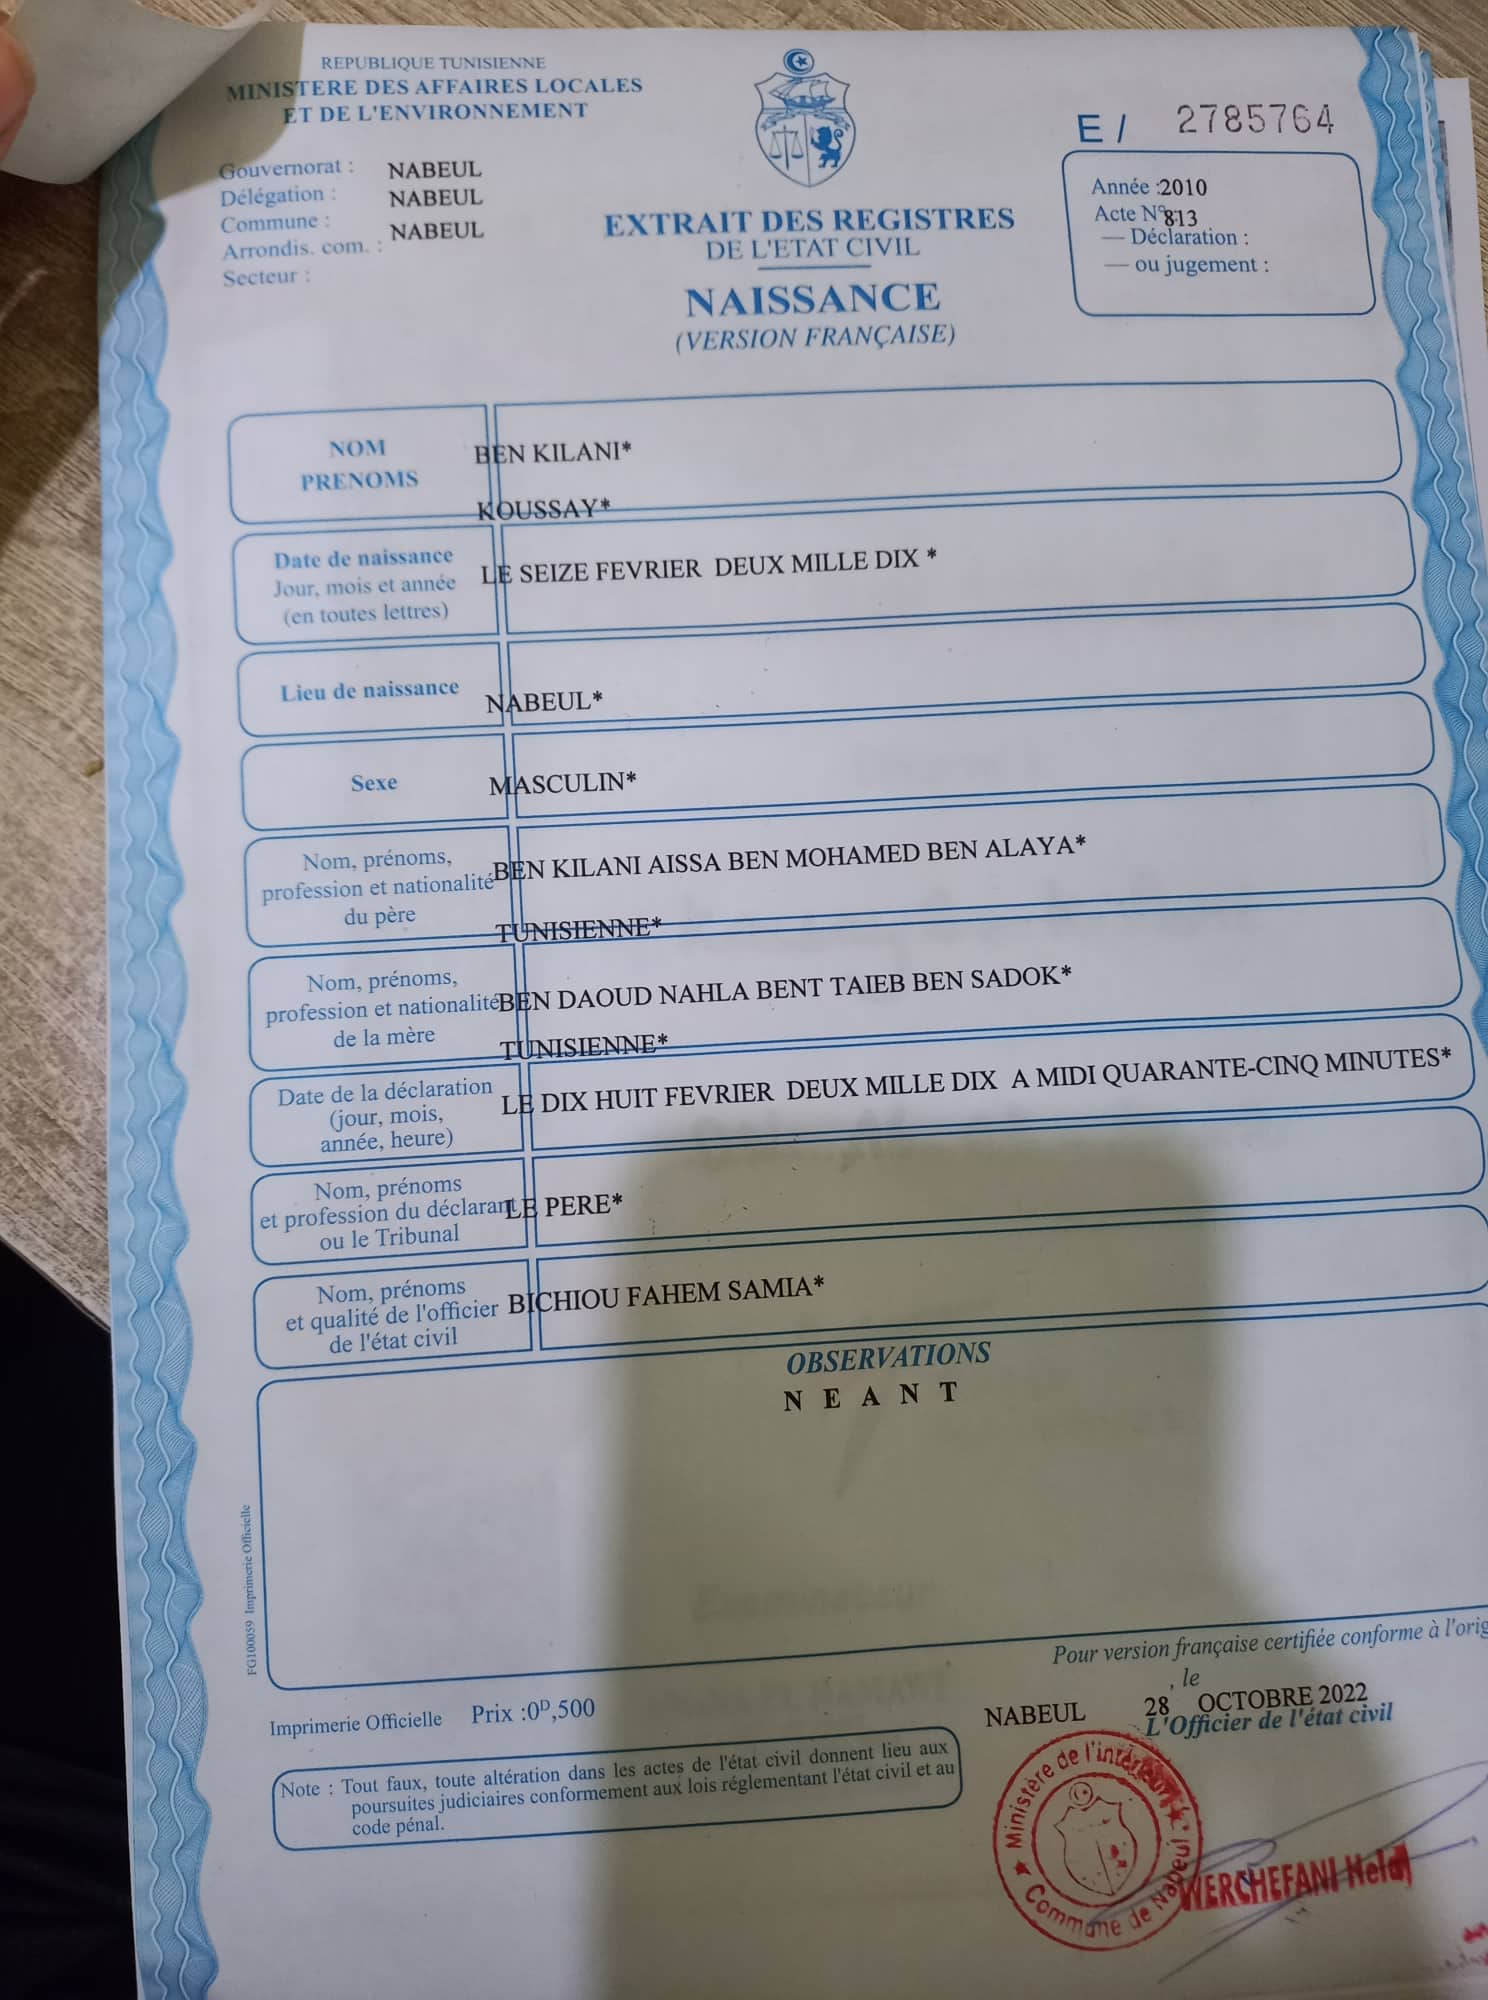 REPUBLIQUE TUNISIENNE
MINISTERE DES AFFAIRES LOCALES
ET DE L'ENVIRONNEMENT
E / 2785764
Gouvernorat : NABEUL
Délégation : NABEUL
Commune : NABEUL
Arrondis. com. :
Secteur :
EXTRAIT DES REGISTRES
DE L'ETAT CIVIL
NAISSANCE
(VERSION FRANÇAISE)
Année :2010
Acte N° 813
— Déclaration :
— ou jugement :
NOM BEN KILANI*
PRENOMS KOUSSAY*
Date de naissance
Jour, mois et année
(en toutes lettres)
LE SEIZE FEVRIER DEUX MILLE DIX *
Lieu de naissance
NABEUL*
Sexe MASCULIN*
Nom, prénoms,
profession et nationalité
du père
BEN KILANI AISSA BEN MOHAMED BEN ALAYA*
TUNISIENNE*
Nom, prénoms,
profession et nationalité
de la mère
BEN DAOUD NAHLA BENT TAIEB BEN SADOK*
TUNISIENNE*
Date de la déclaration
(jour, mois,
année, heure)
LE DIX HUIT FEVRIER DEUX MILLE DIX A MIDI QUARANTE-CINQ MINUTES*
Nom, prénoms
et profession du déclarant
ou le Tribunal
LE PERE*
Nom, prénoms
et qualité de l'officier
de l'état civil
BICHIOU FAHEM SAMIA*
OBSERVATIONS
N E A N T
FG100059 Imprimerie Officielle
Pour version française certifiée conforme à l'orig
, le
NABEUL 28 OCTOBRE 2022
L'Officier de l'état civil
Imprimerie Officielle Prix :0D,500
Note : Tout faux, toute altération dans les actes de l'état civil donnent lieu aux
poursuites judiciaires conformement aux lois réglementant l'état civil et au
code pénal.
Ministère de l'intérieur
Commune de Nabeul
WERCHEFANI